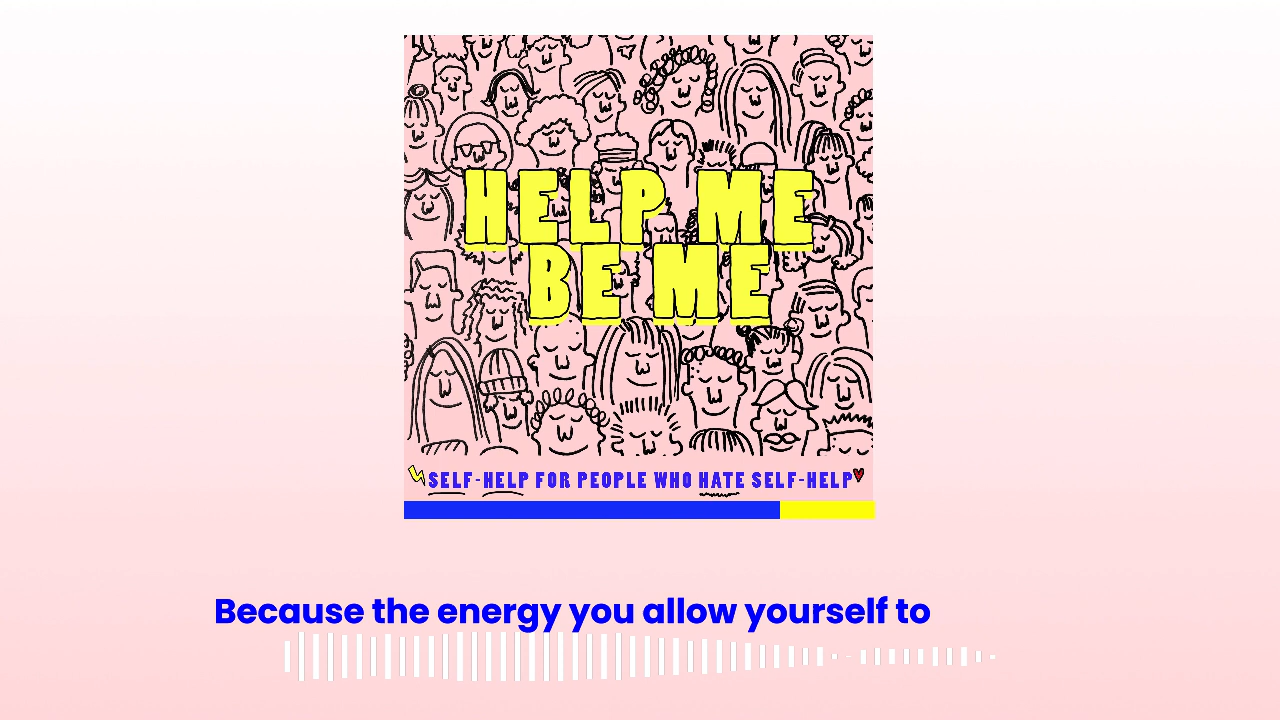 HELP ME
BE ME
SELF-HELP FOR PEOPLE WHO HATE SELF-HELP
Because the energy you allow yourself to